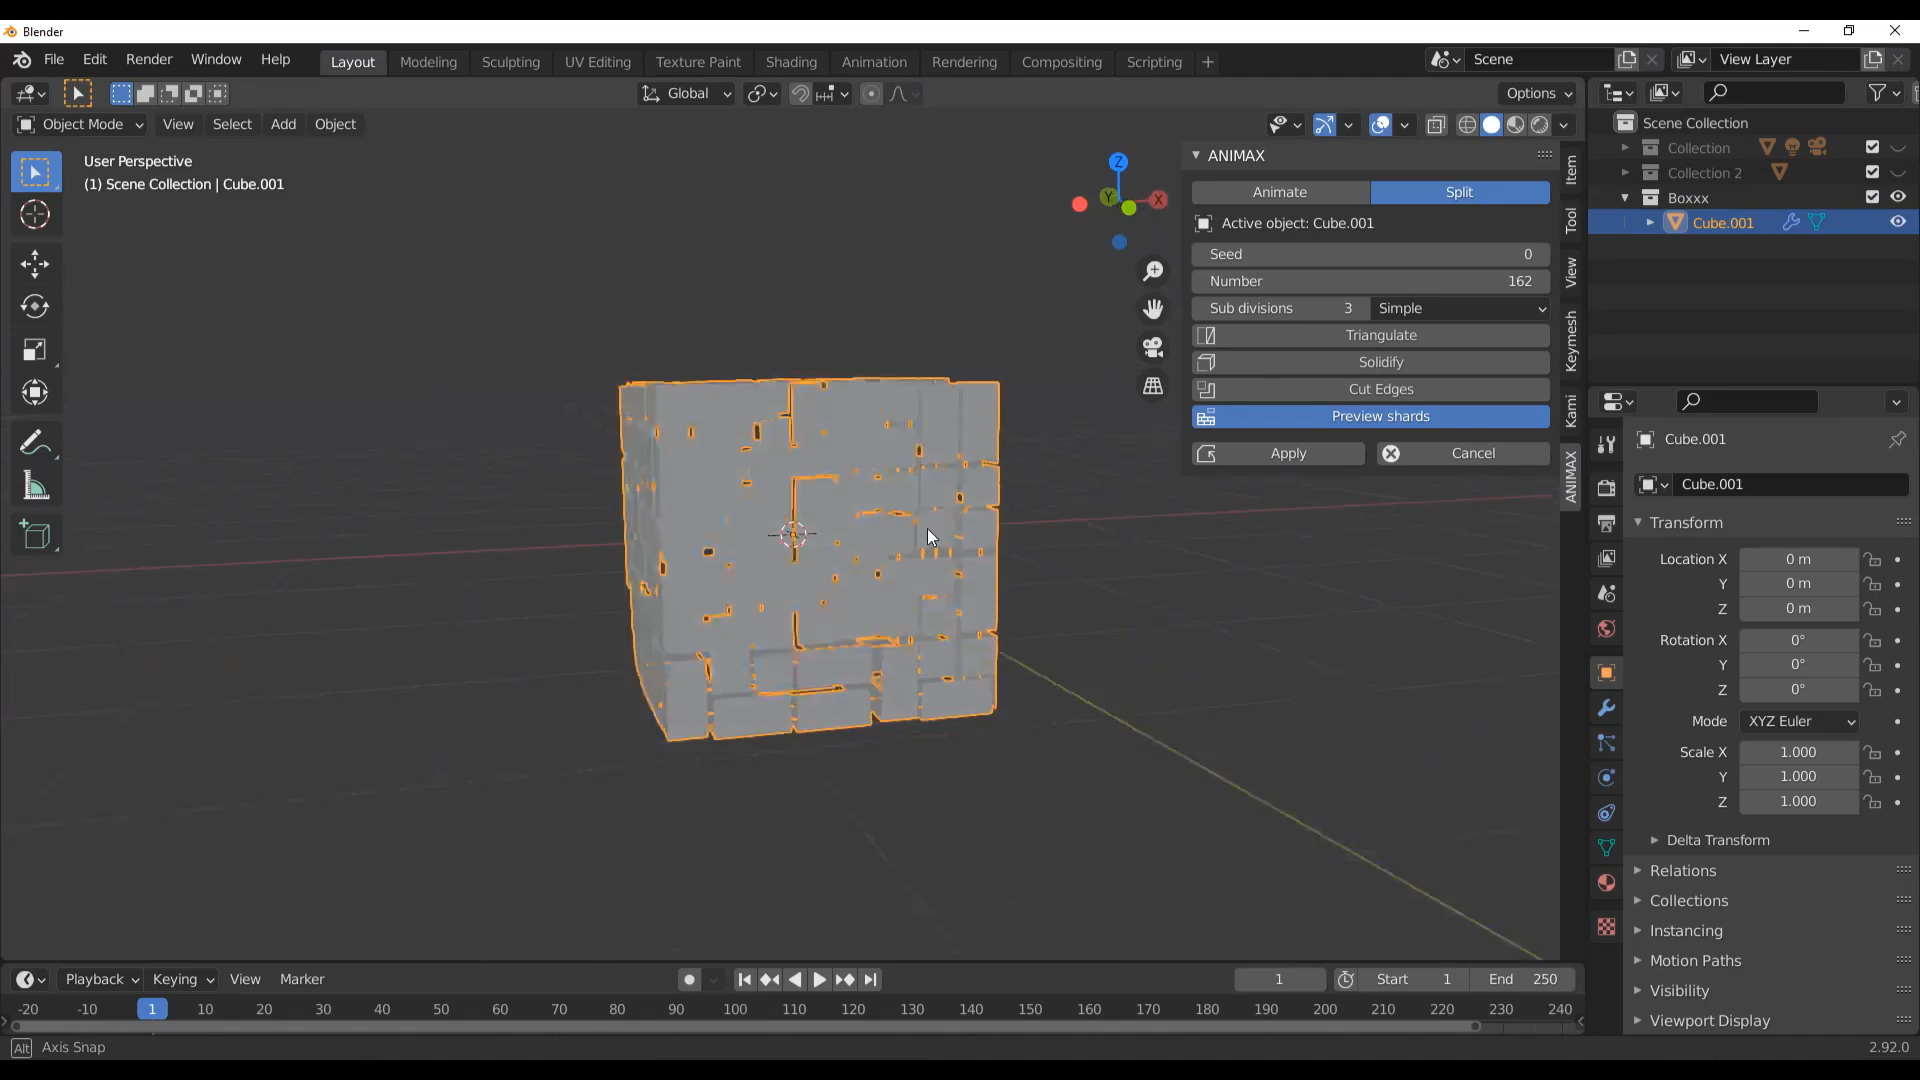 Blender
File Edit Render Window Help Layout Modeling Sculpting UV Editing Texture Paint Shading Animation Rendering Compositing Scripting + Scene View Layer
Global Options
Object Mode View Select Add Object
User Perspective
(1) Scene Collection | Cube.001
Z
Y
X
ANIMAX
Animate Split
Active object: Cube.001
Seed 0
Number 162
Sub divisions 3 Simple
Triangulate
Solidify
Cut Edges
Preview shards
Apply Cancel
Item
Tool
View
Keymesh
Kami
ANIMAX
Scene Collection
Collection
Collection 2
Boxxx
Cube.001
Cube.001
Cube.001
Transform
Location X 0 m
Y 0 m
Z 0 m
Rotation X 0°
Y 0°
Z 0°
Mode XYZ Euler
Scale X 1.000
Y 1.000
Z 1.000
Delta Transform
Relations
Collections
Instancing
Motion Paths
Visibility
Viewport Display
Playback Keying View Marker 1 Start 1 End 250
-20 -10 1 10 20 30 40 50 60 70 80 90 100 110 120 130 140 150 160 170 180 190 200 210 220 230 240
Alt Axis Snap
2.92.0